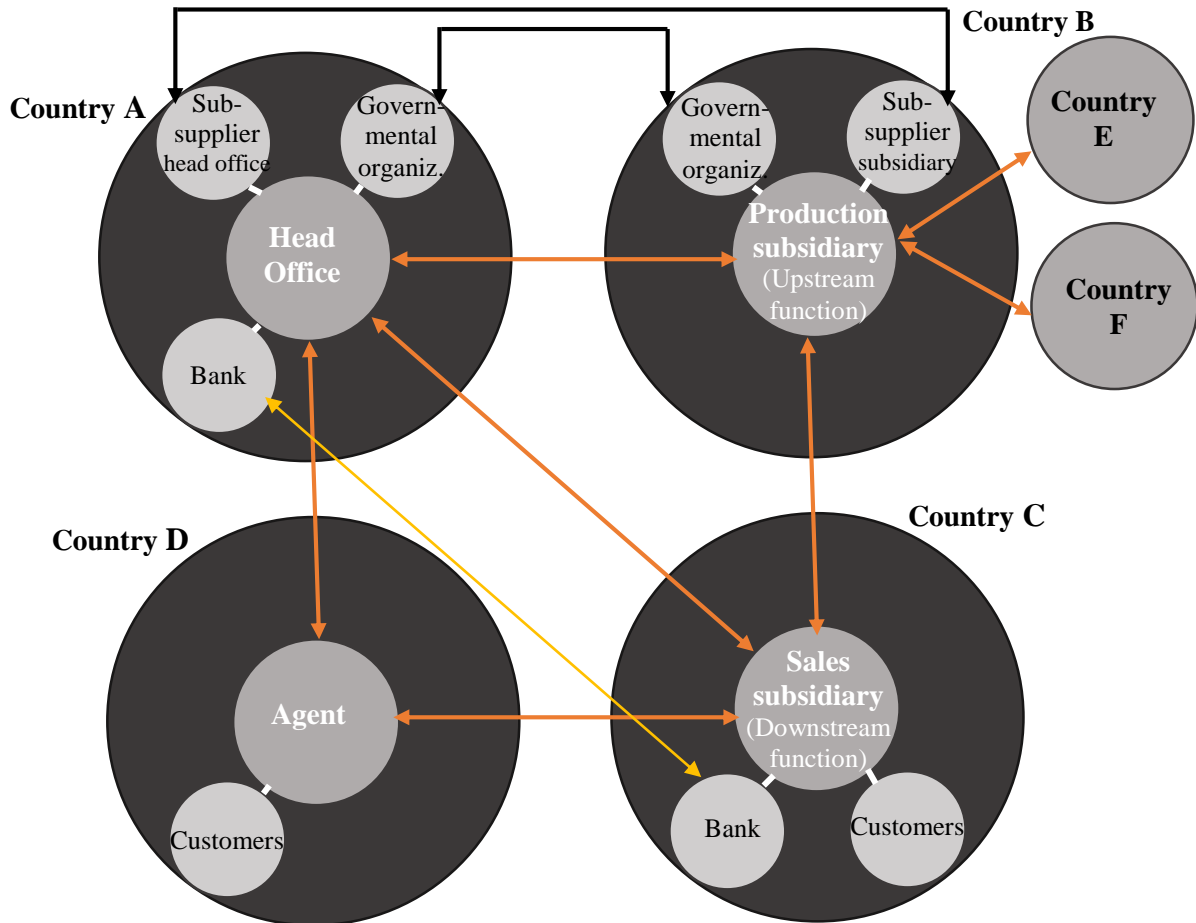 Country B
Country A
Sub-
supplier
head office
Govern-
mental
organiz.
Head
Office
Bank
Govern-
mental
organiz.
Sub-
supplier
subsidiary
Production
subsidiary
(Upstream
function)
Country
E
Country
F
Country D
Agent
Customers
Country C
Sales
subsidiary
(Downstream
function)
Bank
Customers